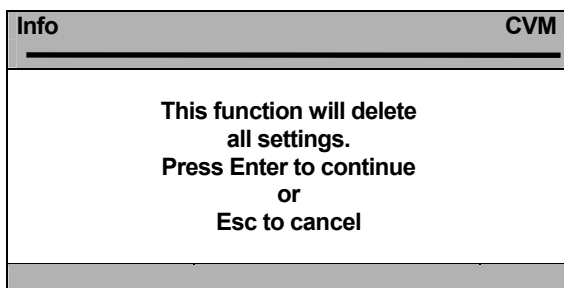 Info CVM
This function will delete
all settings.
Press Enter to continue
or
Esc to cancel